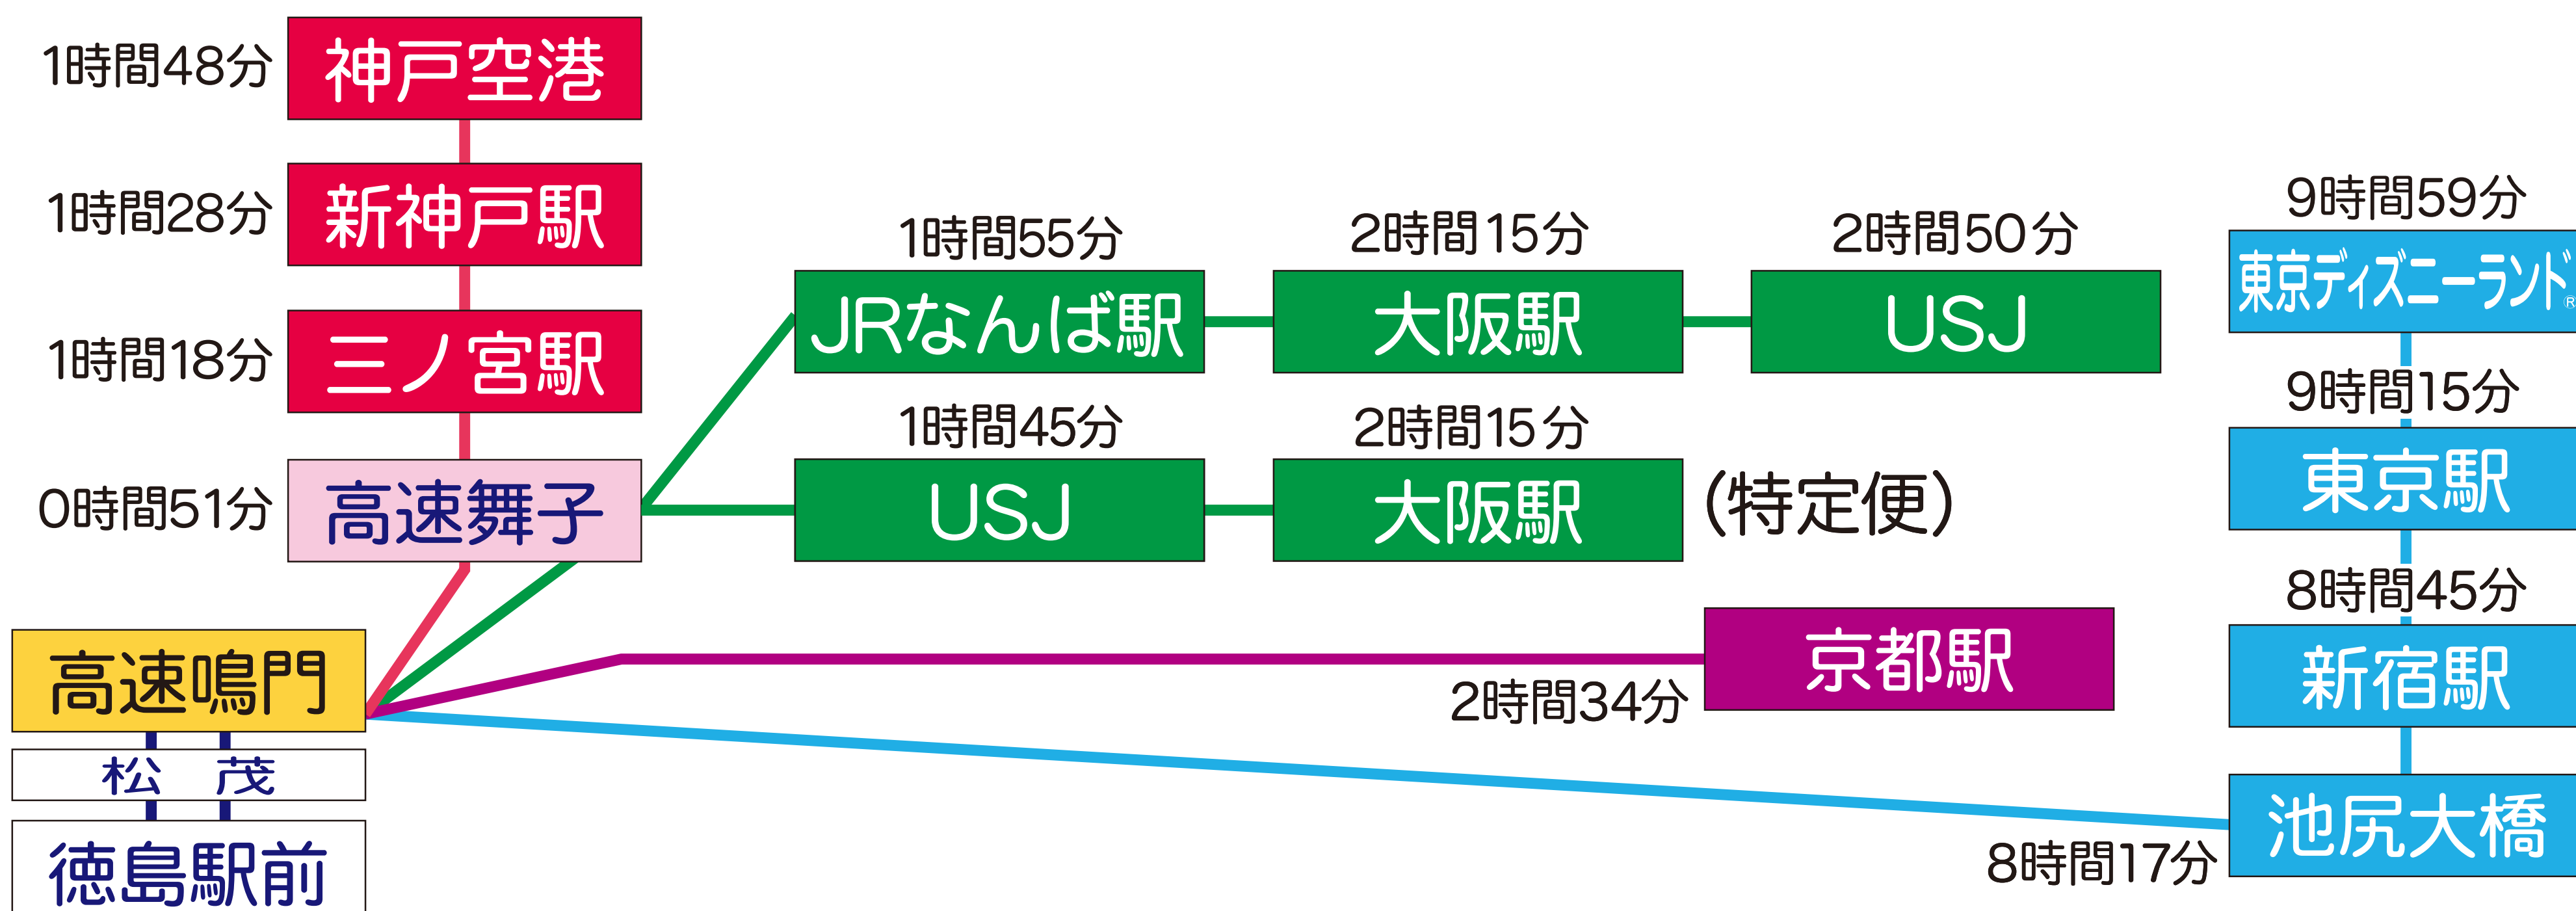 1時間48分
神戸空港
1時間28分
新神戸駅
1時間18分
三ノ宮駅
0時間51分
高速舞子
1時間55分
JRなんば駅
2時間15分
大阪駅
2時間50分
USJ
1時間45分
USJ
2時間15分
大阪駅
(特定便)
2時間34分
京都駅
9時間59分
東京ディズニーランド®
9時間15分
東京駅
8時間45分
新宿駅
8時間17分
池尻大橋
高速鳴門
松 茂
徳島駅前